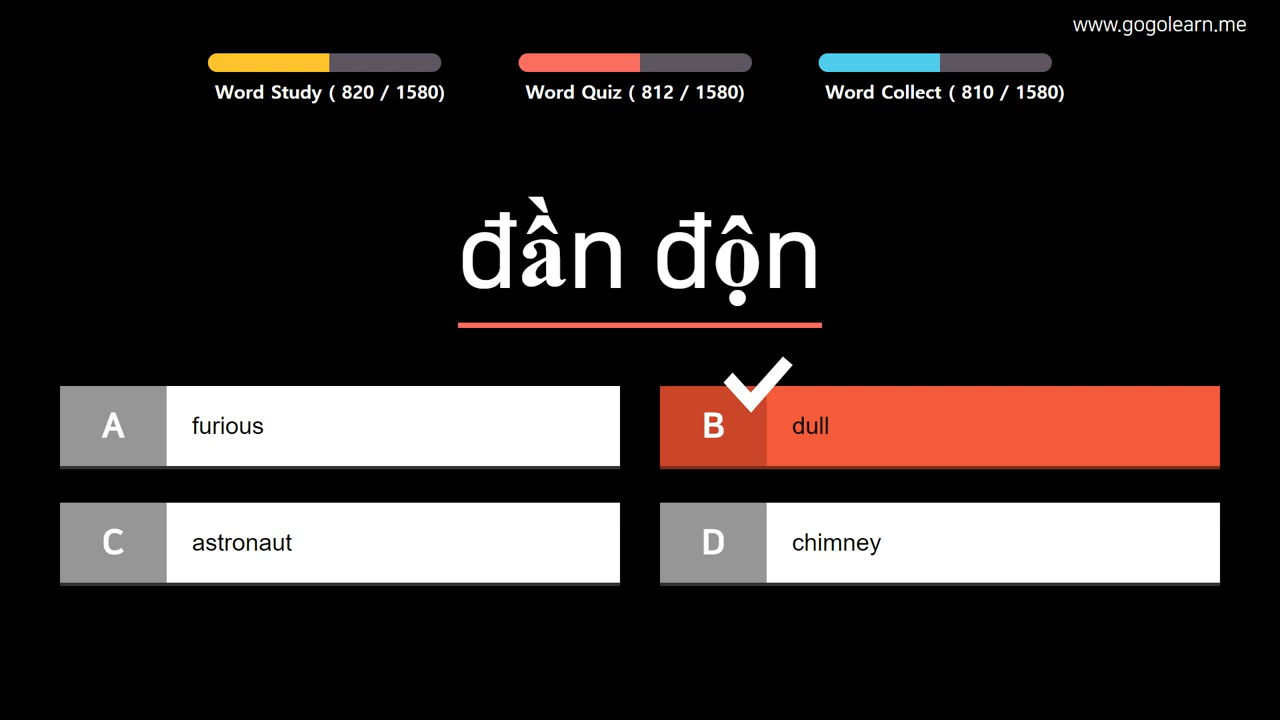 www.gogolearn.me
Word Study ( 820 / 1580)
Word Quiz ( 812 / 1580)
Word Collect ( 810 / 1580)
đần độn
A furious
B dull
C astronaut
D chimney